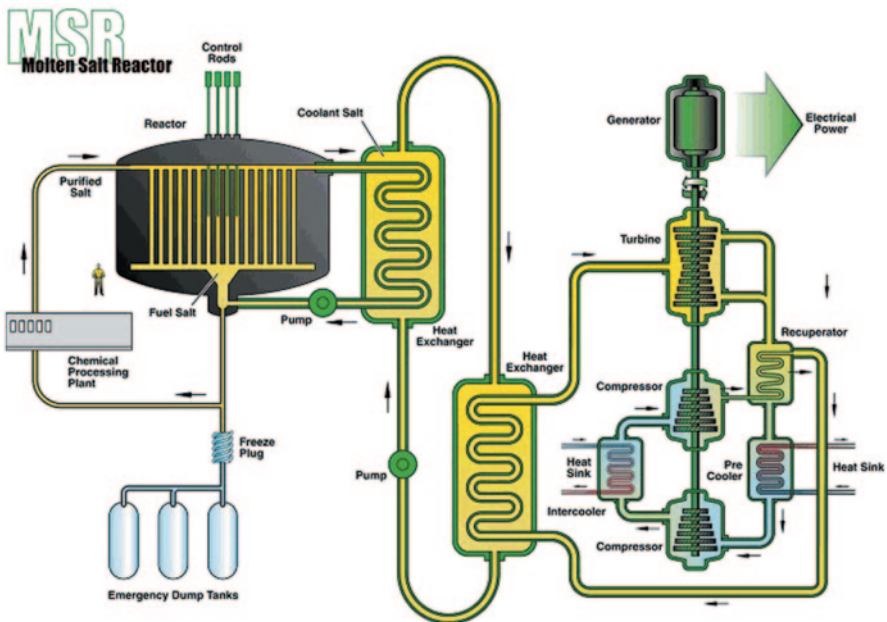 MSR
Molten Salt Reactor
Control
Rods
Reactor
Coolant Salt
Purified
Salt
Fuel Salt
Pump
Chemical
Processing
Plant
Heat
Exchanger
Freeze
Plug
Pump
Emergency Dump Tanks
Generator
Electrical
Power
Turbine
Recuperator
Heat
Exchanger
Compressor
Heat
Sink
Pre
Cooler
Heat Sink
Intercooler
Compressor